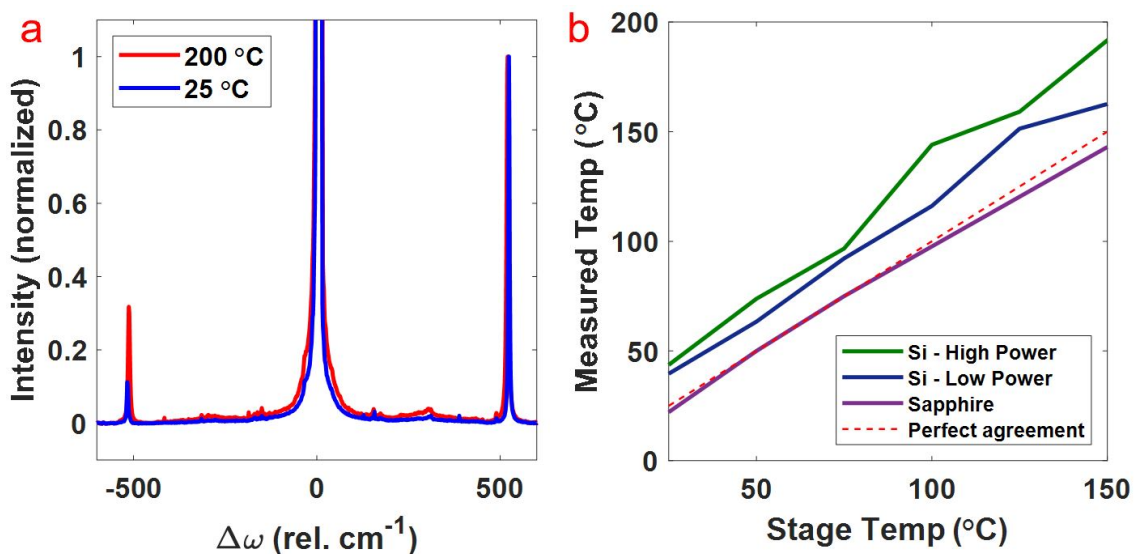 a
200 °C
25 °C
Intensity (normalized)
1
0.8
0.6
0.4
0.2
0
-500
0
500
Δω (rel. cm-1)
b
Measured Temp (°C)
200
150
100
50
0
Si - High Power
Si - Low Power
Sapphire
Perfect agreement
50
100
150
Stage Temp (°C)